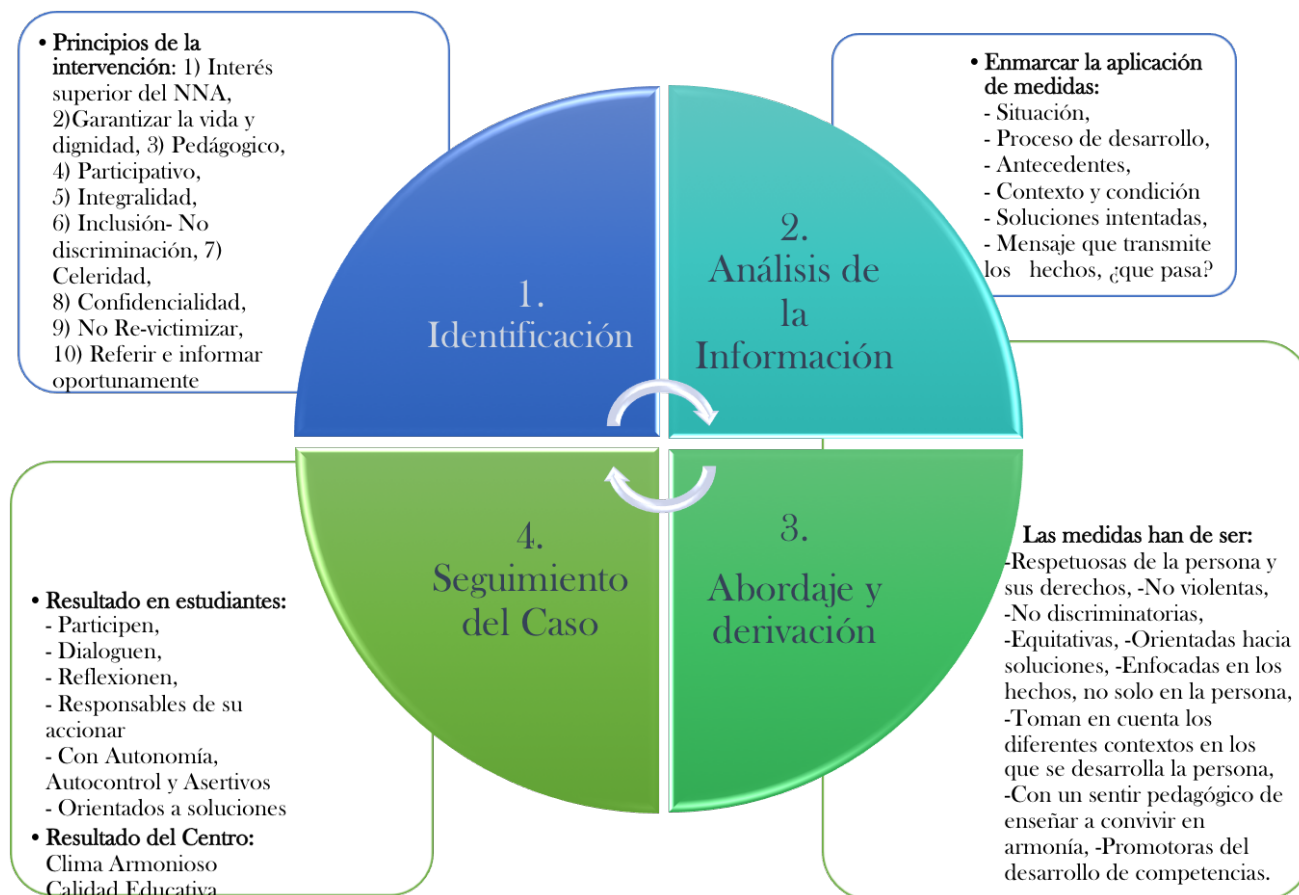 • Principios de la
intervención: 1) Interés
superior del NNA,
2)Garantizar la vida y
dignidad, 3) Pedágogico,
4) Participativo,
5) Integralidad,
6) Inclusión- No
discriminación, 7)
Celeridad,
8) Confidencialidad,
9) No Re-victimizar,
10) Referir e informar
oportunamente
1.
Identificación
2.
Análisis de
la
Información
• Enmarcar la aplicación
de medidas:
- Situación,
- Proceso de desarrollo,
- Antecedentes,
- Contexto y condición
- Soluciones intentadas,
- Mensaje que transmite
los hechos, ¿que pasa?
3.
Abordaje y
derivación
Las medidas han de ser:
-Respetuosas de la persona y
sus derechos, -No violentas,
-No discriminatorias,
-Equitativas, -Orientadas hacia
soluciones, -Enfocadas en los
hechos, no solo en la persona,
-Toman en cuenta los
diferentes contextos en los
que se desarrolla la persona,
-Con un sentir pedagógico de
enseñar a convivir en
armonía, -Promotoras del
desarrollo de competencias.
4.
Seguimiento
del Caso
• Resultado en estudiantes:
- Participen,
- Dialoguen,
- Reflexionen,
- Responsables de su
accionar
- Con Autonomía,
Autocontrol y Asertivos
- Orientados a soluciones
• Resultado del Centro:
Clima Armonioso
Calidad Educativa